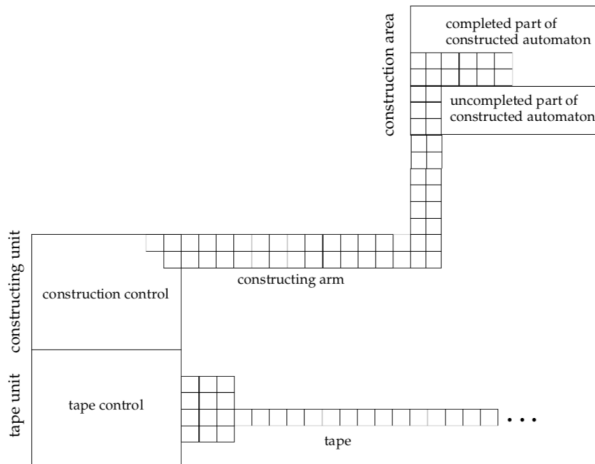 completed part of
constructed automaton
construction area
uncompleted part of
constructed automaton
constructing unit
construction control
constructing arm
tape unit
tape control
tape
...